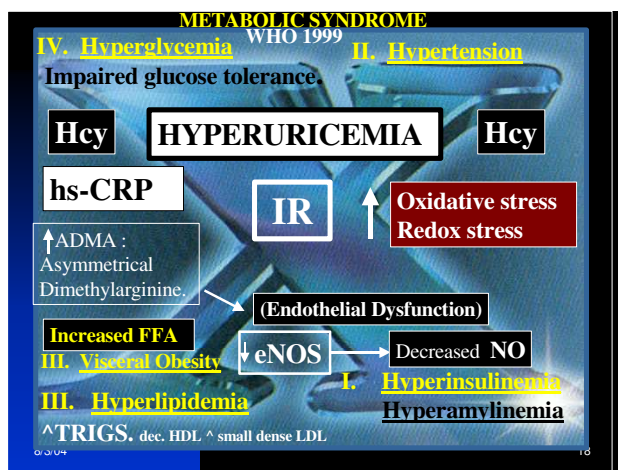 METABOLIC SYNDROME
WHO 1999
IV. Hyperglycemia
Impaired glucose tolerance.
II. Hypertension
Hcy
HYPERURICEMIA
Hcy
hs-CRP
IR
Oxidative stress
Redox stress
ADMA :
Asymmetrical
Dimethylarginine.
(Endothelial Dysfunction)
Increased FFA
III. Visceral Obesity
eNOS
Decreased NO
I. Hyperinsulinemia
Hyperamylinemia
III. Hyperlipidemia
^TRIGS. dec. HDL ^ small dense LDL
8/3/04
18